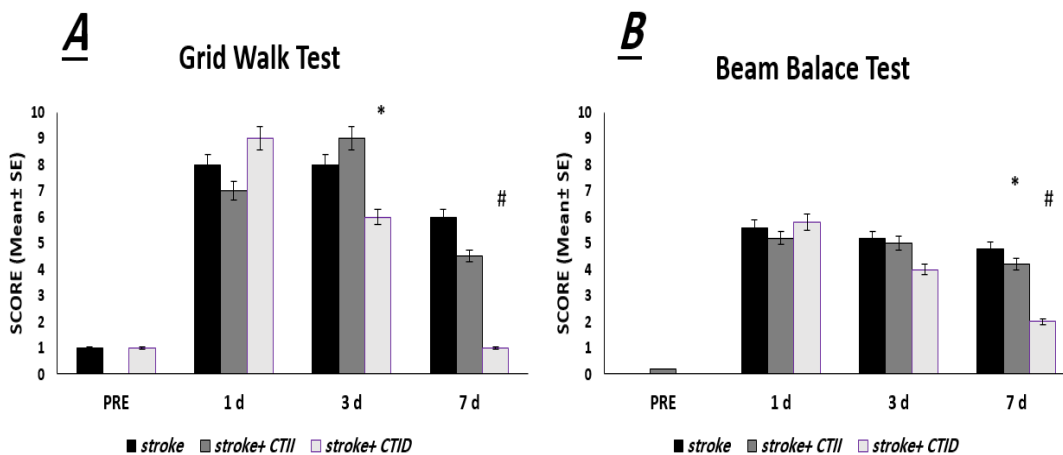 A
Grid Walk Test
SCORE (Mean± SE)
10
9
8
7
6
5
4
3
2
1
0
*
#
PRE 1 d 3 d 7 d
stroke stroke+ CTII stroke+ CTID
B
Beam Balace Test
SCORE (Mean± SE)
10
9
8
7
6
5
4
3
2
1
0
*
#
PRE 1 d 3 d 7 d
stroke stroke+ CTII stroke+ CTID